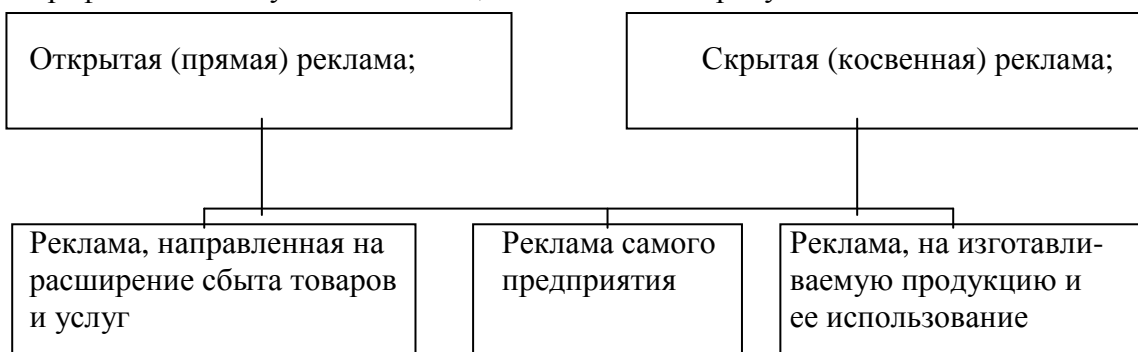 Открытая (прямая) реклама;
Скрытая (косвенная) реклама;
Реклама, направленная на
расширение сбыта товаров
и услуг
Реклама самого
предприятия
Реклама, на изготавли-
ваемую продукцию и
ее использование